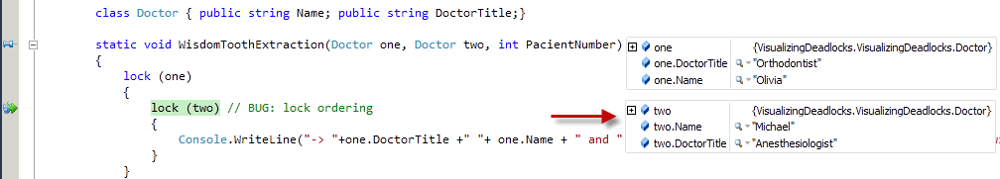 class Doctor { public string Name; public string DoctorTitle;}
static void WisdomToothExtraction(Doctor one, Doctor two, int PacientNumber)
{
lock (one)
{
lock (two) // BUG: lock ordering
{
Console.WriteLine("-> "+one.DoctorTitle +" "+ one.Name + " and "
}
}
one {VisualizingDeadlocks.VisualizingDeadlocks.Doctor}
one.DoctorTitle "Orthodontist"
one.Name "Olivia"
two {VisualizingDeadlocks.VisualizingDeadlocks.Doctor}
two.Name "Michael"
two.DoctorTitle "Anesthesiologist"